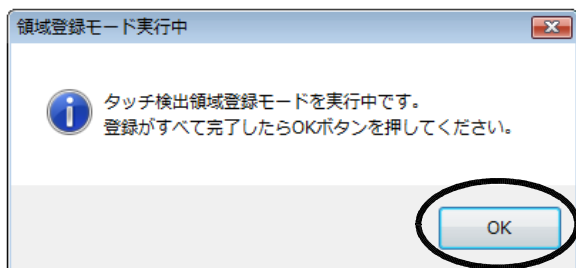 領域登録モード実行中
タッチ検出領域登録モードを実行中です。
登録がすべて完了したらOKボタンを押してください。
OK